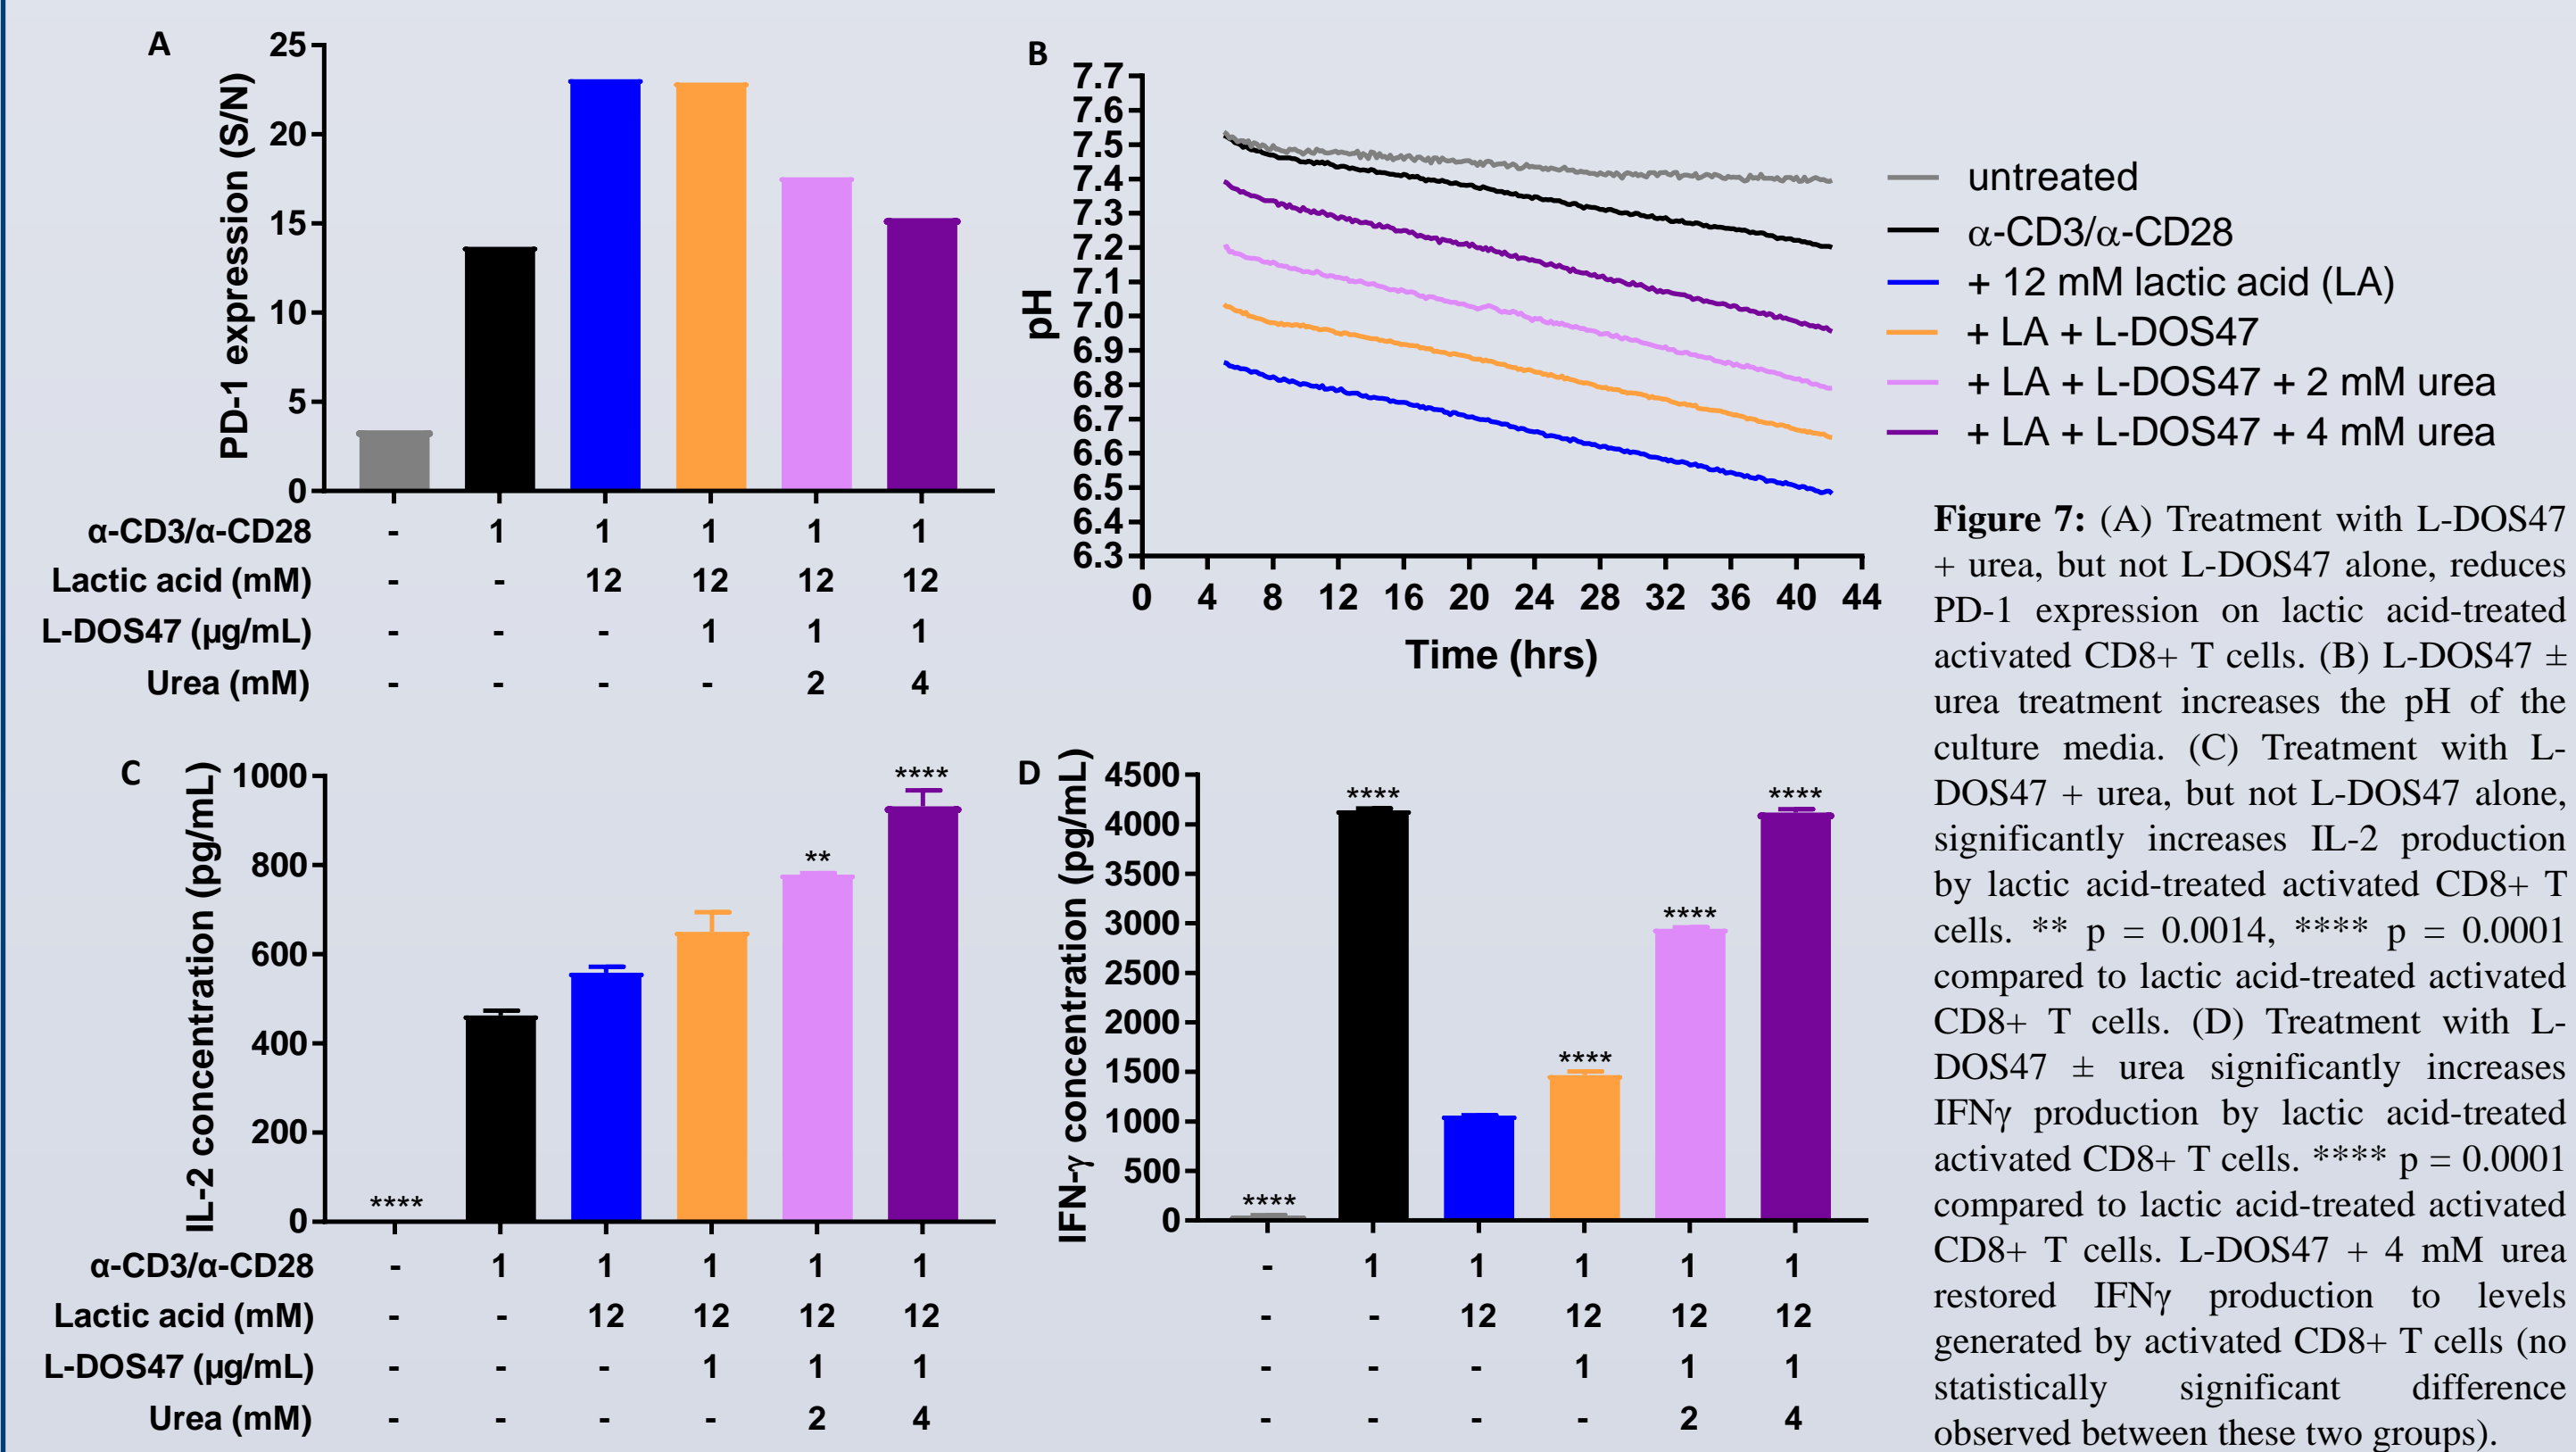 A
25
20
15
10
5
0
PD-1 expression (S/N)
α-CD3/α-CD28 - 1 1 1 1 1
Lactic acid (mM) - - 12 12 12 12
L-DOS47 (µg/mL) - - - 1 1 1
Urea (mM) - - - - 2 4
B
7.7
7.6
7.5
7.4
7.3
7.2
7.1
7.0
6.9
6.8
6.7
6.6
6.5
6.4
6.3
pH
0 4 8 12 16 20 24 28 32 36 40 44
Time (hrs)
untreated
α-CD3/α-CD28
+ 12 mM lactic acid (LA)
+ LA + L-DOS47
+ LA + L-DOS47 + 2 mM urea
+ LA + L-DOS47 + 4 mM urea
C
1000
800
600
400
200
0
IL-2 concentration (pg/mL)
**** ** ****
α-CD3/α-CD28 - 1 1 1 1 1
Lactic acid (mM) - - 12 12 12 12
L-DOS47 (µg/mL) - - - 1 1 1
Urea (mM) - - - - 2 4
D
4500
4000
3500
3000
2500
2000
1500
1000
500
0
IFN-γ concentration (pg/mL)
**** **** **** **** ****
- 1 1 1 1 1
- - 12 12 12 12
- - - 1 1 1
- - - - 2 4
Figure 7: (A) Treatment with L-DOS47
+ urea, but not L-DOS47 alone, reduces
PD-1 expression on lactic acid-treated
activated CD8+ T cells. (B) L-DOS47 ±
urea treatment increases the pH of the
culture media. (C) Treatment with L-
DOS47 + urea, but not L-DOS47 alone,
significantly increases IL-2 production
by lactic acid-treated activated CD8+ T
cells. ** p = 0.0014, **** p = 0.0001
compared to lactic acid-treated activated
CD8+ T cells. (D) Treatment with L-
DOS47 ± urea significantly increases
IFNγ production by lactic acid-treated
activated CD8+ T cells. **** p = 0.0001
compared to lactic acid-treated activated
CD8+ T cells. L-DOS47 + 4 mM urea
restored IFNγ production to levels
generated by activated CD8+ T cells (no
statistically significant difference
observed between these two groups).